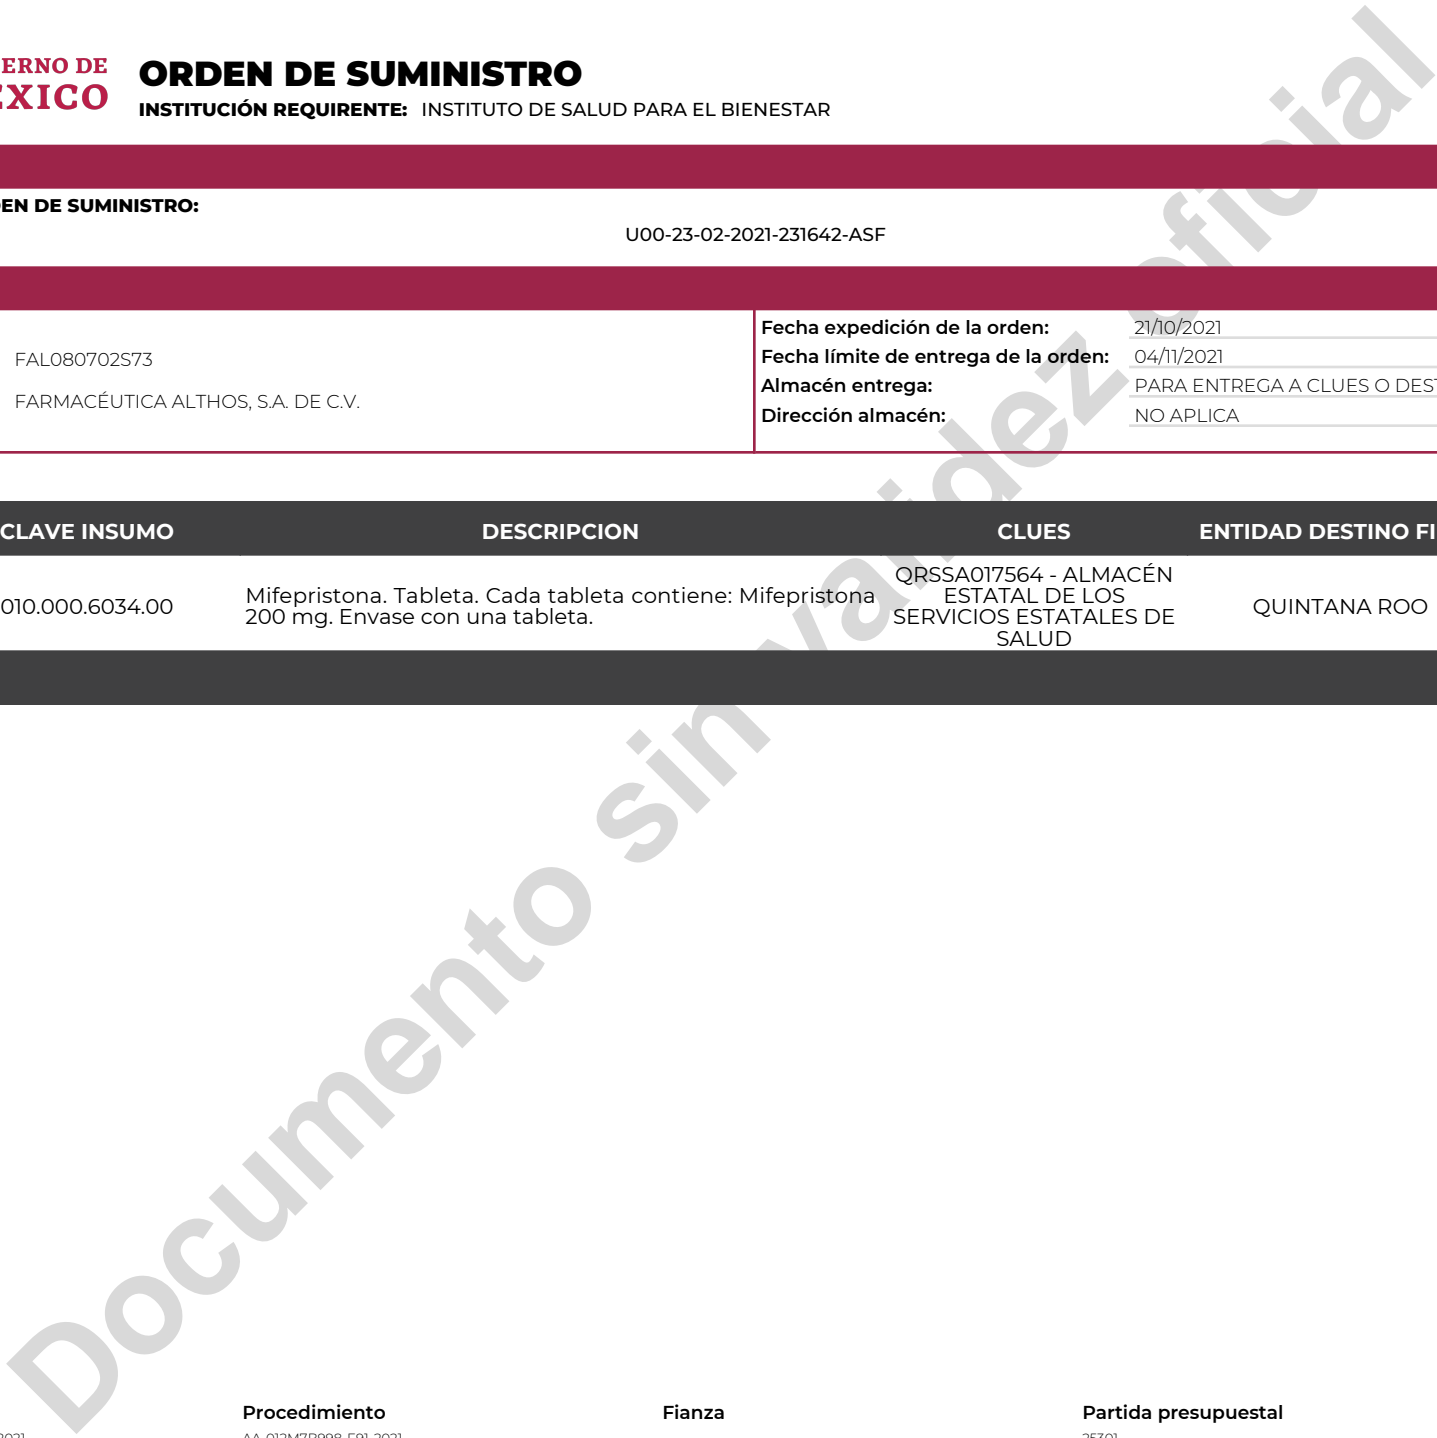 ERNO DE
EXICO
ORDEN DE SUMINISTRO
INSTITUCIÓN REQUIRENTE: INSTITUTO DE SALUD PARA EL BIENESTAR
EN DE SUMINISTRO:
U00-23-02-2021-231642-ASF
FAL080702S73
FARMACÉUTICA ALTHOS, S.A. DE C.V.
Fecha expedición de la orden: 21/10/2021
Fecha límite de entrega de la orden: 04/11/2021
Almacén entrega: PARA ENTREGA A CLUES O DEST
Dirección almacén: NO APLICA
CLAVE INSUMO DESCRIPCION CLUES ENTIDAD DESTINO FI
010.000.6034.00
Mifepristona. Tableta. Cada tableta contiene: Mifepristona
200 mg. Envase con una tableta.
QRSSA017564 - ALMACÉN
ESTATAL DE LOS
SERVICIOS ESTATALES DE
SALUD
QUINTANA ROO
Documento sin validez oficial
Procedimiento Fianza Partida presupuestal